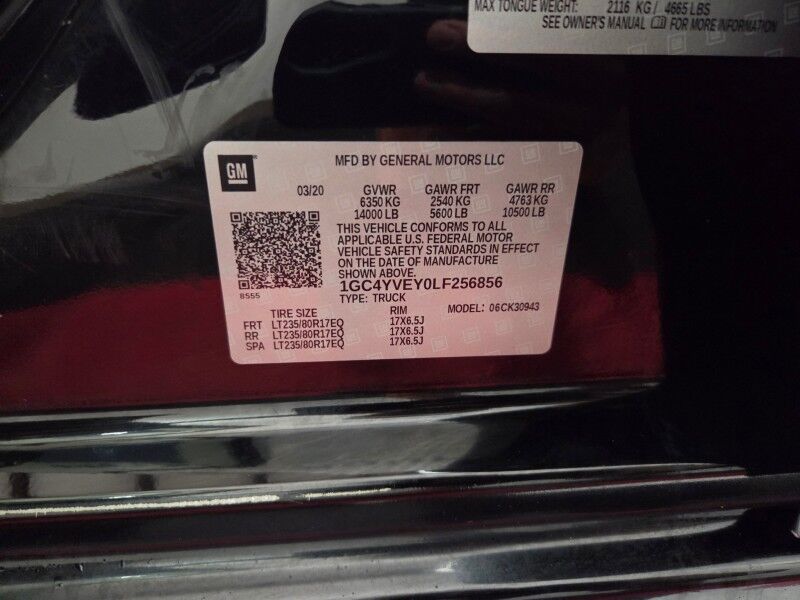 MAX TONGUE WEIGHT: 2116 KG / 4665 LBS
SEE OWNER'S MANUAL FOR MORE INFORMATION
GM
MFD BY GENERAL MOTORS LLC
03/20 GVWR GAWR FRT GAWR RR
6350 KG 2540 KG 4763 KG
14000 LB 5600 LB 10500 LB
THIS VEHICLE CONFORMS TO ALL
APPLICABLE U.S. FEDERAL MOTOR
VEHICLE SAFETY STANDARDS IN EFFECT
ON THE DATE OF MANUFACTURE
SHOWN ABOVE.
1GC4YVEY0LF256856
8555
TYPE: TRUCK
MODEL: 06CK30943
TIRE SIZE RIM
FRT LT235/80R17EQ 17X6.5J
RR LT235/80R17EQ 17X6.5J
SPA LT235/80R17EQ 17X6.5J